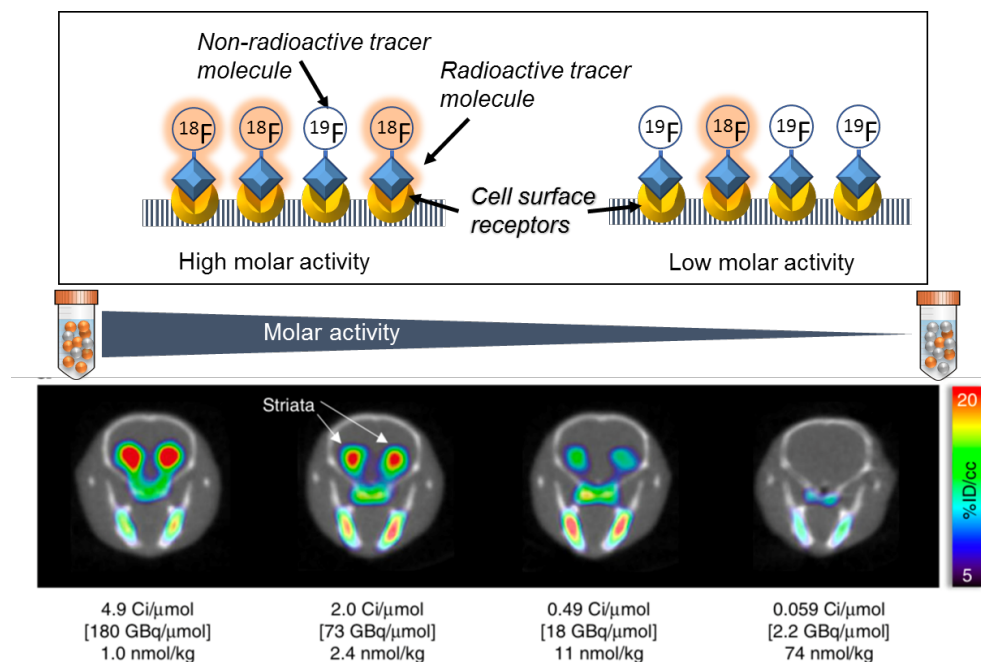 Non-radioactive tracer
molecule
Radioactive tracer
molecule
18F 18F 19F 18F
19F 18F 19F 19F
Cell surface
receptors
High molar activity
Low molar activity
Molar activity
Striata
20
%ID/cc
5
4.9 Ci/μmol
[180 GBq/μmol]
1.0 nmol/kg
2.0 Ci/μmol
[73 GBq/μmol]
2.4 nmol/kg
0.49 Ci/μmol
[18 GBq/μmol]
11 nmol/kg
0.059 Ci/μmol
[2.2 GBq/μmol]
74 nmol/kg